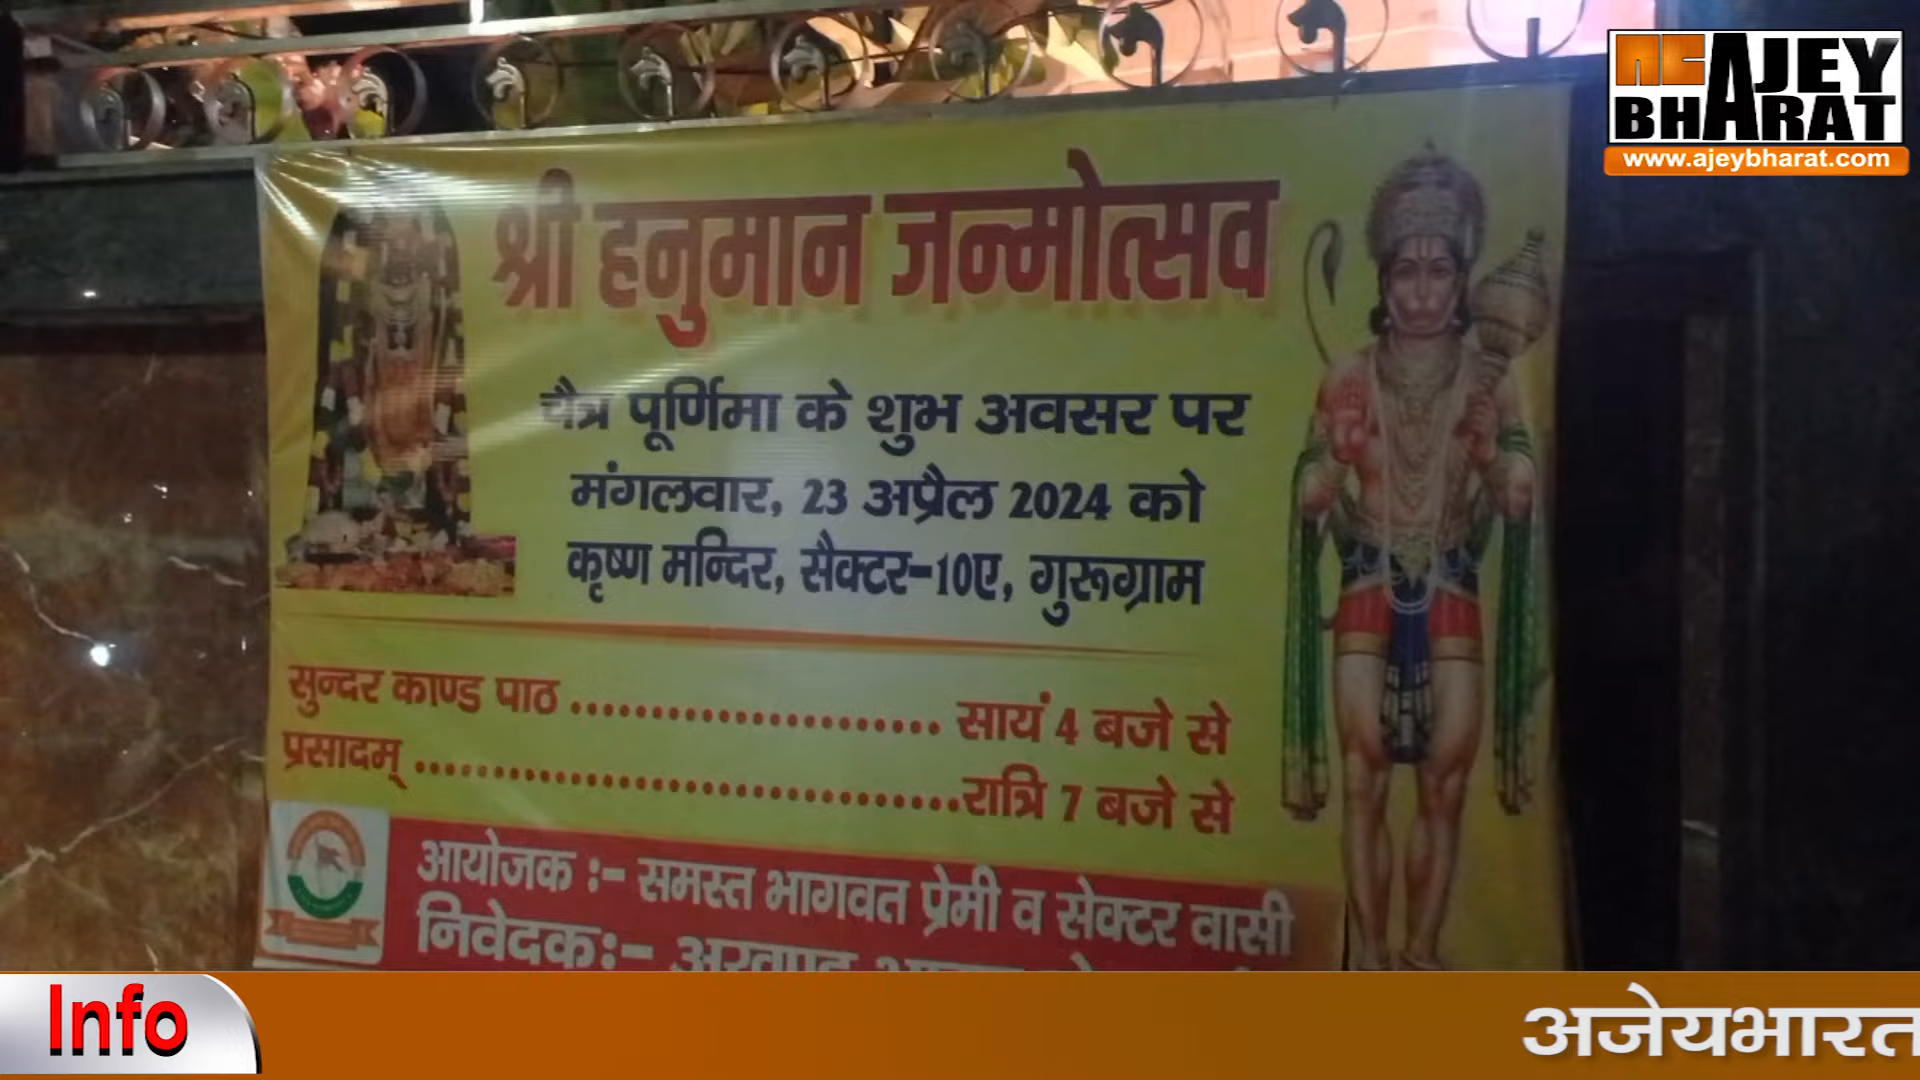 AJEY
BHARAT
www.ajeybharat.com
श्री हनुमान जन्मोत्सव
चैत्र पूर्णिमा के शुभ अवसर पर
मंगलवार, 23 अप्रैल 2024 को
कृष्ण मन्दिर, सैक्टर-10ए, गुरूग्राम
सुन्दर काण्ड पाठ ....................... सायं 4 बजे से
प्रसादम् ..................................रात्रि 7 बजे से
आयोजक :- समस्त भागवत प्रेमी व सेक्टर वासी
निवेदकः-
Info
अजेयभारत